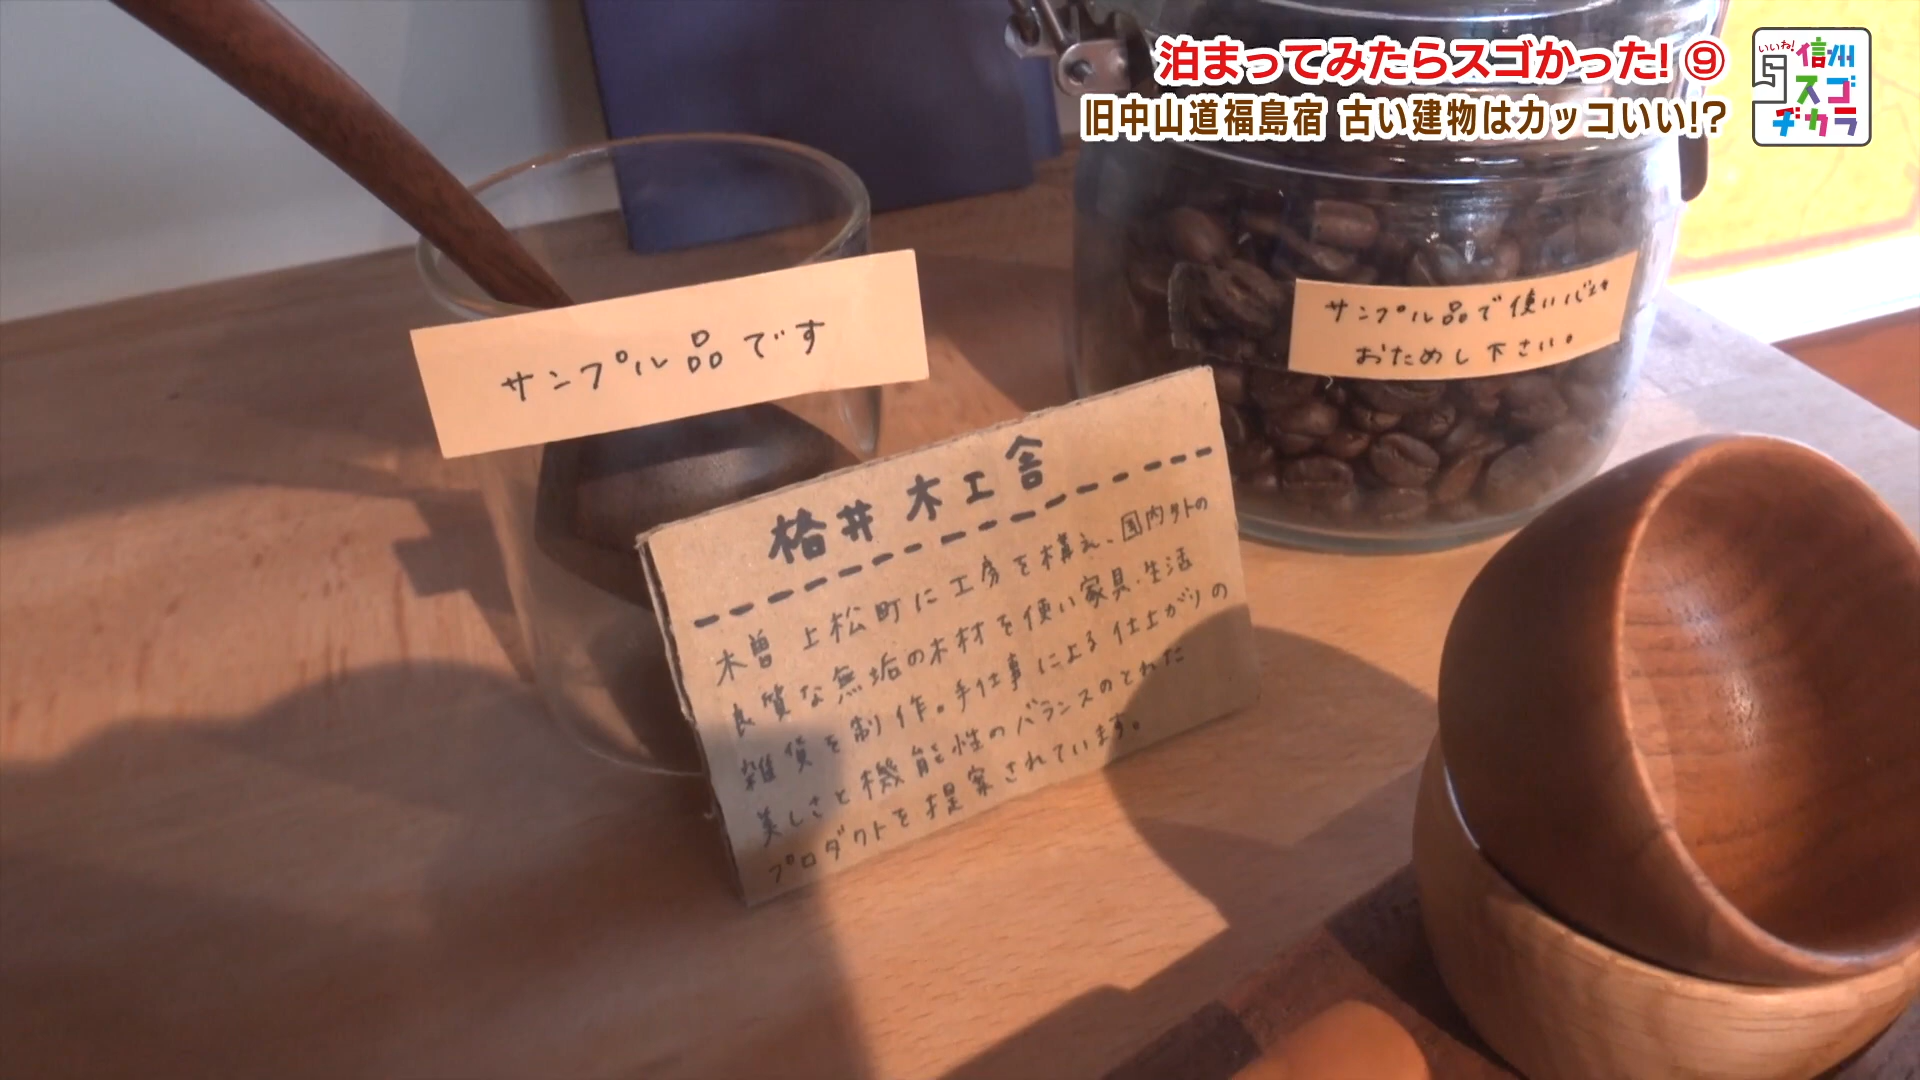 泊まってみたらスゴかった!⑨
旧中山道福島宿 古い建物はカッコいい!?
いいね!
信州
スゴ
ヂカラ
サンプル品です
サンプル品で使い心地
おためし下さい。
格井 木工舎
木曽 上松町に工房を構え、国内外の
良質な無垢の木材を使い家具・生活
雑貨を制作。手仕事による仕上がりの
美しさと機能性のバランスのとれた
プロダクトを提案されています。